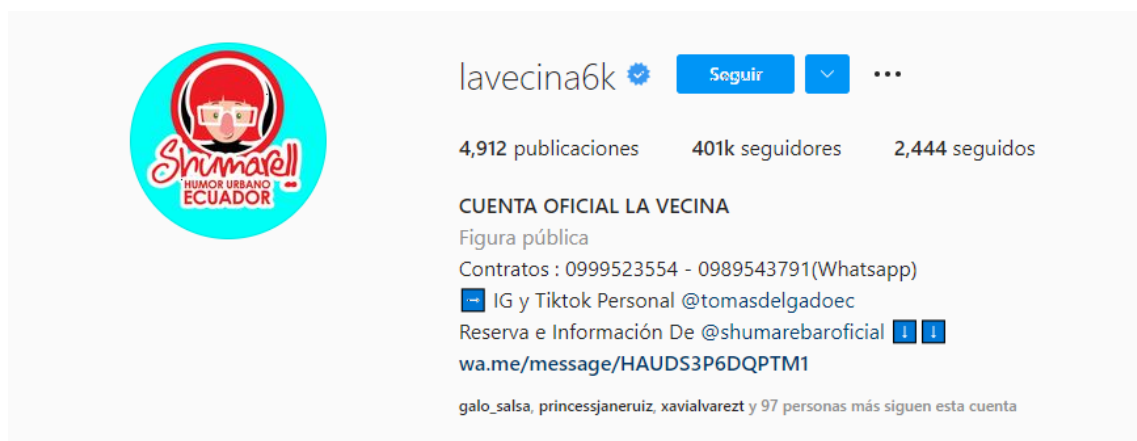 Shumarell
HUMOR URBANO
ECUADOR
lavecina6k
Seguir
4,912 publicaciones 401k seguidores 2,444 seguidos
CUENTA OFICIAL LA VECINA
Figura pública
Contratos : 0999523554 - 0989543791(Whatsapp)
➡ IG y Tiktok Personal @tomasdelgadoec
Reserva e Información De @shumarebaroficial ⬇⬇
wa.me/message/HAUDS3P6DQPTM1
galo_salsa, princessjaneruiz, xavialvarezt y 97 personas más siguen esta cuenta